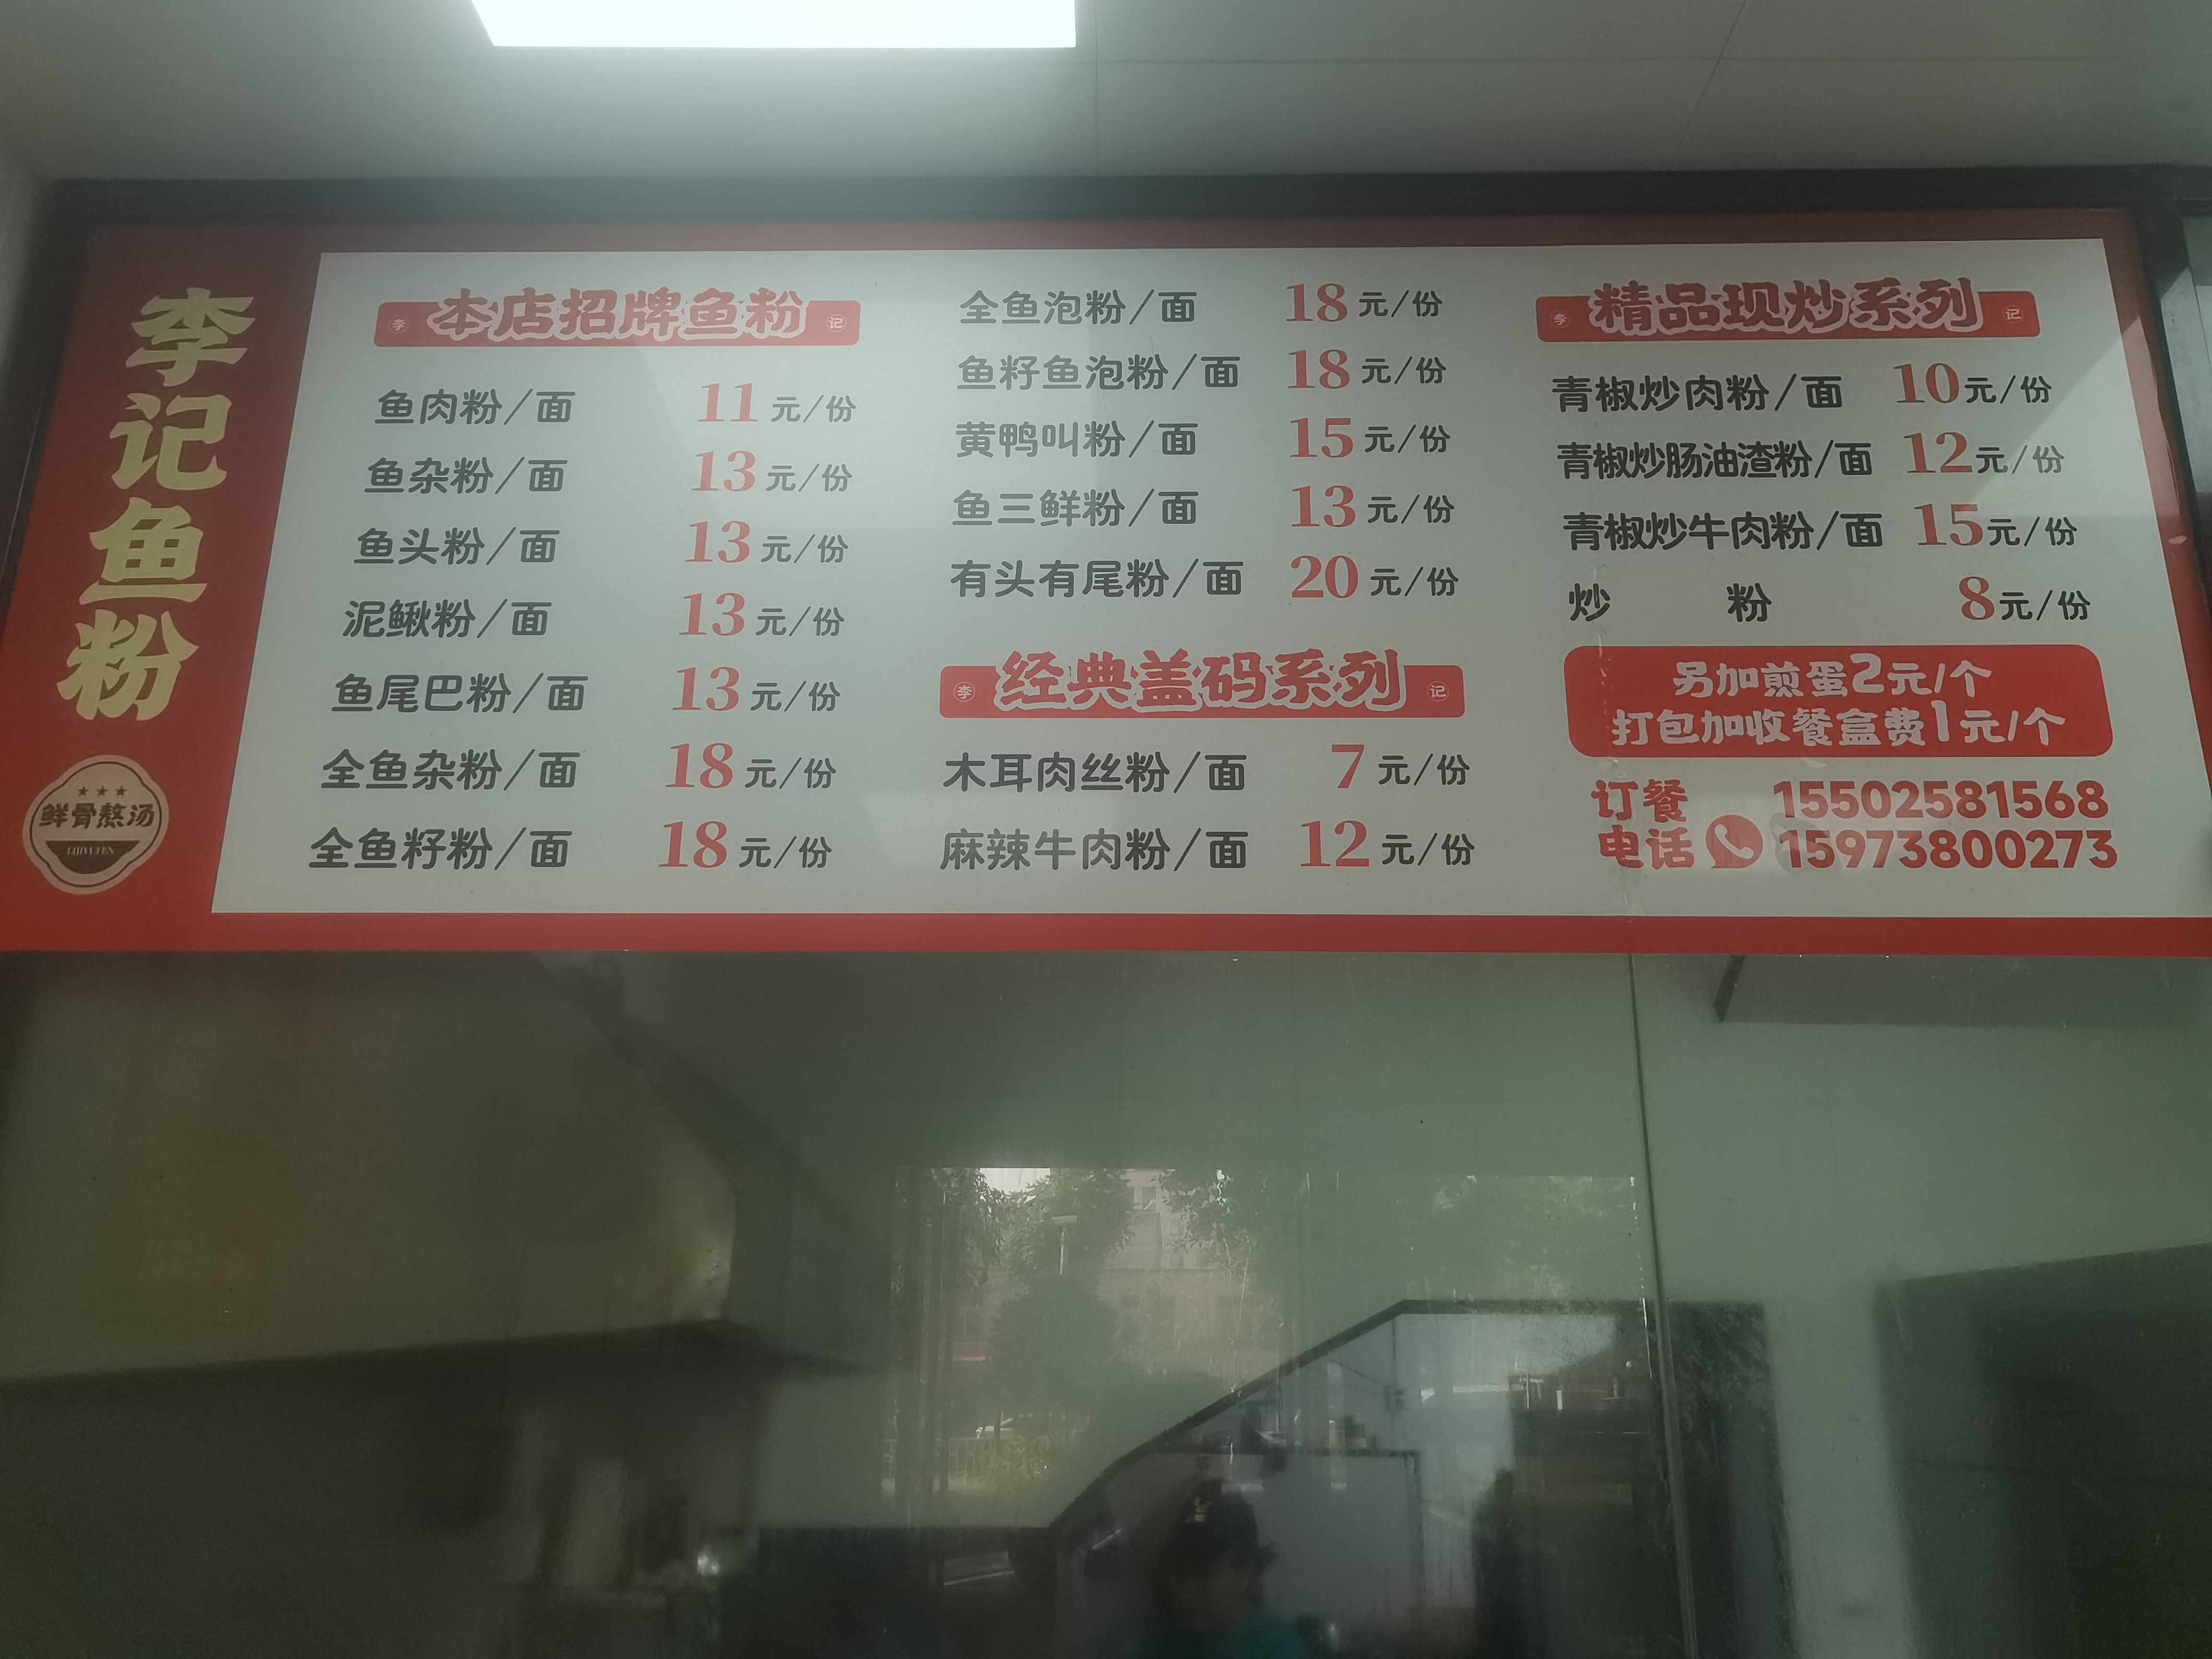 李记鱼粉
鲜骨熬汤
LIJIYUFEN
李 本店招牌鱼粉 记
鱼肉粉/面 11元/份
鱼杂粉/面 13元/份
鱼头粉/面 13元/份
泥鳅粉/面 13元/份
鱼尾巴粉/面 13元/份
全鱼杂粉/面 18元/份
全鱼籽粉/面 18元/份
全鱼泡粉/面 18元/份
鱼籽鱼泡粉/面 18元/份
黄鸭叫粉/面 15元/份
鱼三鲜粉/面 13元/份
有头有尾粉/面 20元/份
李 经典盖码系列 记
木耳肉丝粉/面 7元/份
麻辣牛肉粉/面 12元/份
李 精品现炒系列 记
青椒炒肉粉/面 10元/份
青椒炒肠油渣粉/面 12元/份
青椒炒牛肉粉/面 15元/份
炒 粉 8元/份
另加煎蛋2元/个
打包加收餐盒费1元/个
订餐 15502581568
电话 15973800273